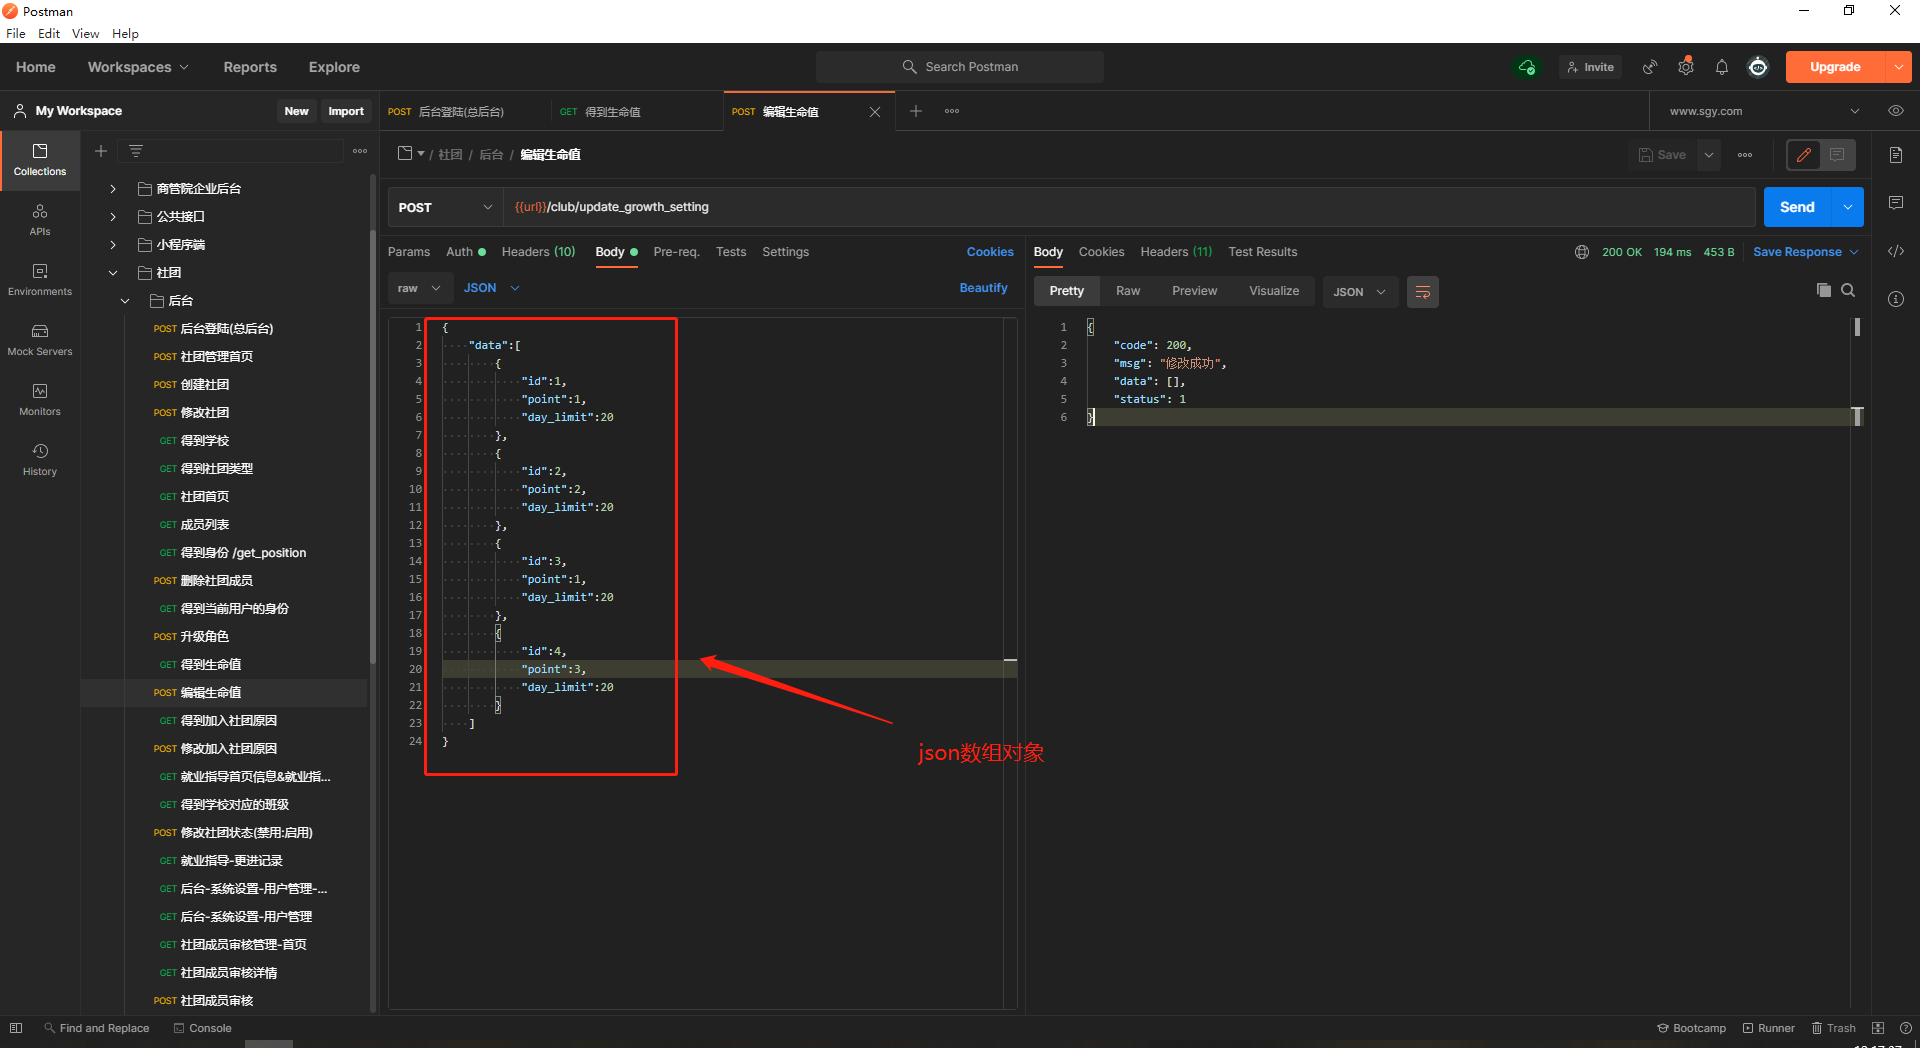 Postman
File Edit View Help
Home Workspaces Reports Explore
Search Postman
Invite
Upgrade
My Workspace
New Import
POST 后台登陆(总后台)
GET 得到生命值
POST 编辑生命值
www.sgy.com
Collections
APIs
Environments
Mock Servers
Monitors
History
商管院企业后台
公共接口
小程序端
社团
后台
POST 后台登陆(总后台)
POST 社团管理首页
POST 创建社团
POST 修改社团
GET 得到学校
GET 得到社团类型
GET 社团首页
GET 成员列表
GET 得到身份 /get_position
POST 删除社团成员
GET 得到当前用户的身份
POST 升级角色
GET 得到生命值
POST 编辑生命值
GET 得到加入社团原因
POST 修改加入社团原因
GET 就业指导首页信息&就业指...
GET 得到学校对应的班级
POST 修改社团状态(禁用:启用)
GET 就业指导-更进记录
GET 后台-系统设置-用户管理-...
GET 后台-系统设置-用户管理
GET 社团成员审核管理-首页
GET 社团成员审核详情
POST 社团成员审核
/ 社团 / 后台 / 编辑生命值
Save
POST
{{url}}/club/update_growth_setting
Send
Params Auth Headers (10) Body Pre-req. Tests Settings Cookies
raw JSON Beautify
1 {
2 "data":[
3 {
4 "id":1,
5 "point":1,
6 "day_limit":20
7 },
8 {
9 "id":2,
10 "point":2,
11 "day_limit":20
12 },
13 {
14 "id":3,
15 "point":1,
16 "day_limit":20
17 },
18 {
19 "id":4,
20 "point":3,
21 "day_limit":20
22 }
23 ]
24 }
json数组对象
Body Cookies Headers (11) Test Results
200 OK 194 ms 453 B Save Response
Pretty Raw Preview Visualize JSON
1 {
2 "code": 200,
3 "msg": "修改成功",
4 "data": [],
5 "status": 1
6 }
Find and Replace Console
Bootcamp Runner Trash